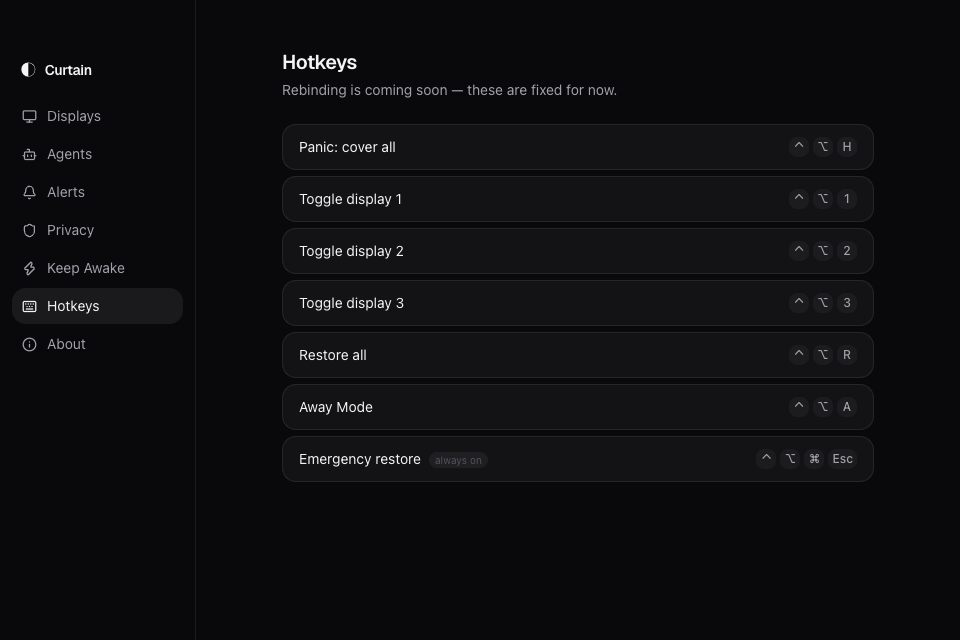 Curtain
Displays
Agents
Alerts
Privacy
Keep Awake
Hotkeys
About
Hotkeys
Rebinding is coming soon — these are fixed for now.
Panic: cover all ^ ⌥ H
Toggle display 1 ^ ⌥ 1
Toggle display 2 ^ ⌥ 2
Toggle display 3 ^ ⌥ 3
Restore all ^ ⌥ R
Away Mode ^ ⌥ A
Emergency restore always on ^ ⌥ ⌘ Esc